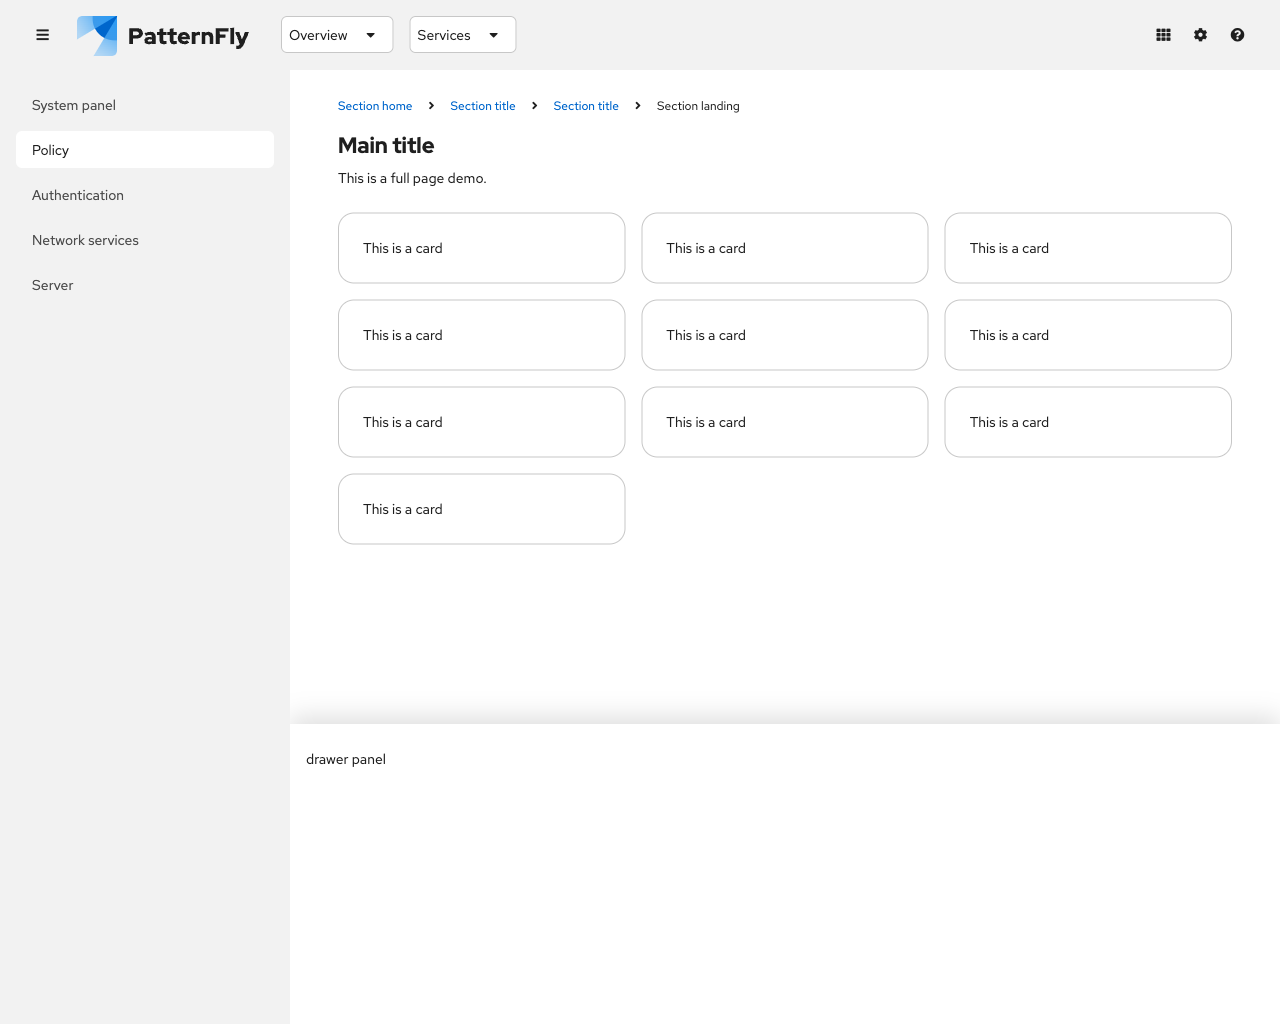 PatternFly
Overview
Services
System panel
Policy
Authentication
Network services
Server
Section home
Section title
Section title
Section landing
Main title
This is a full page demo.
This is a card
This is a card
This is a card
This is a card
This is a card
This is a card
This is a card
This is a card
This is a card
This is a card
drawer panel